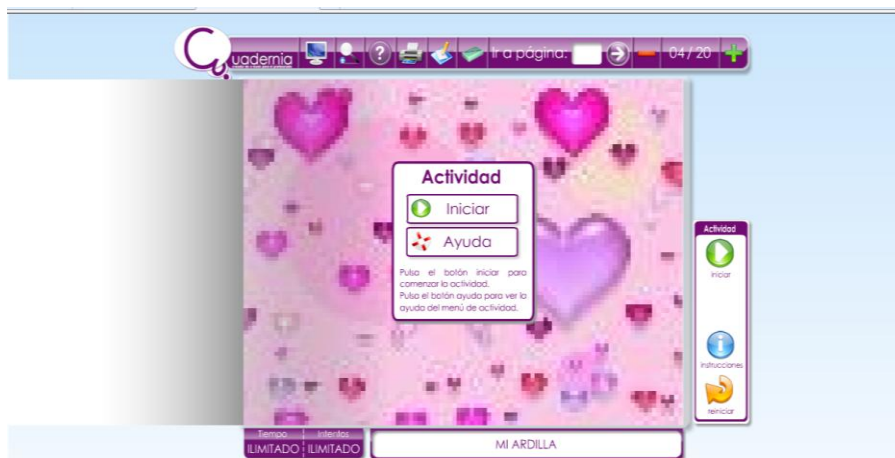 Cuadernia
Ir a página:
04 / 20
Actividad
Iniciar
Ayuda
Pulsa el botón iniciar para
comenzar la actividad.
Pulsa el botón ayuda para ver la
ayuda del menú de actividad.
Actividad
iniciar
instrucciones
reiniciar
Tiempo
Intentos
ILIMITADO
ILIMITADO
MI ARDILLA